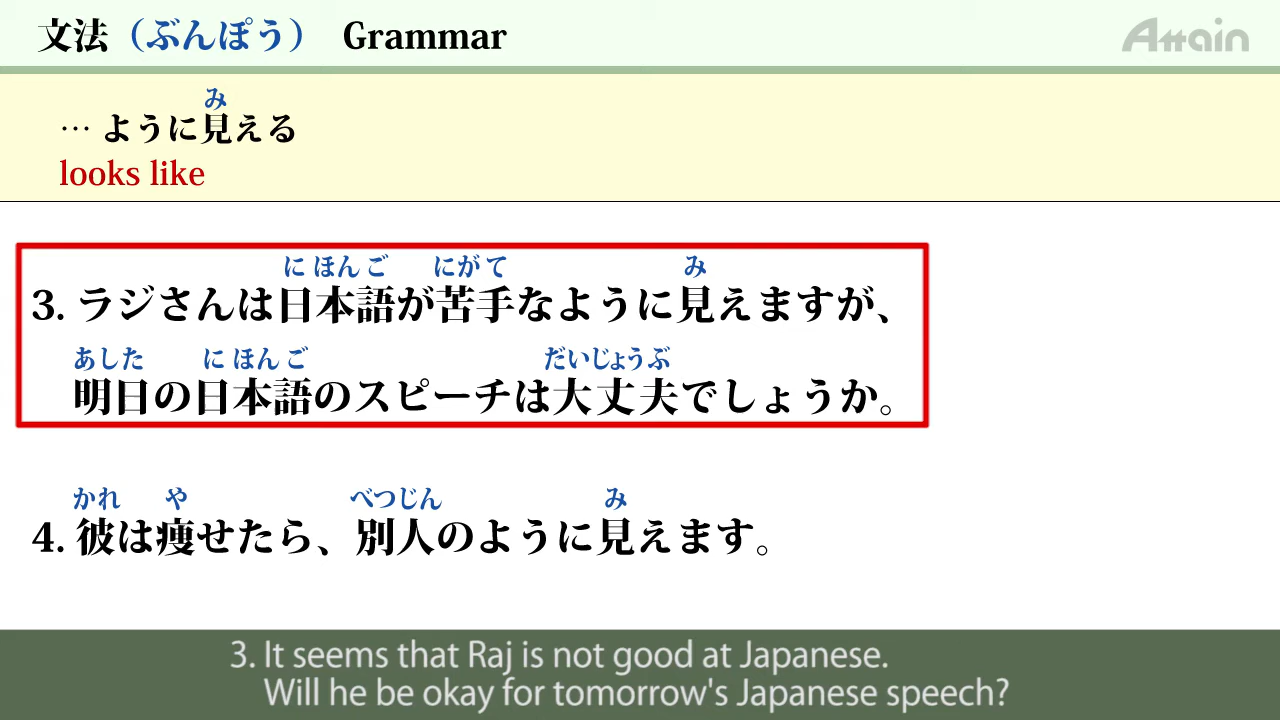 文法（ぶんぽう） Grammar
Attain
み
… ように見える
looks like
にほんご にがて み
3. ラジさんは日本語が苦手なように見えますが、
あした にほんご だいじょうぶ
明日の日本語のスピーチは大丈夫でしょうか。
かれ や べつじん み
4. 彼は痩せたら、別人のように見えます。
3. It seems that Raj is not good at Japanese.
Will he be okay for tomorrow's Japanese speech?